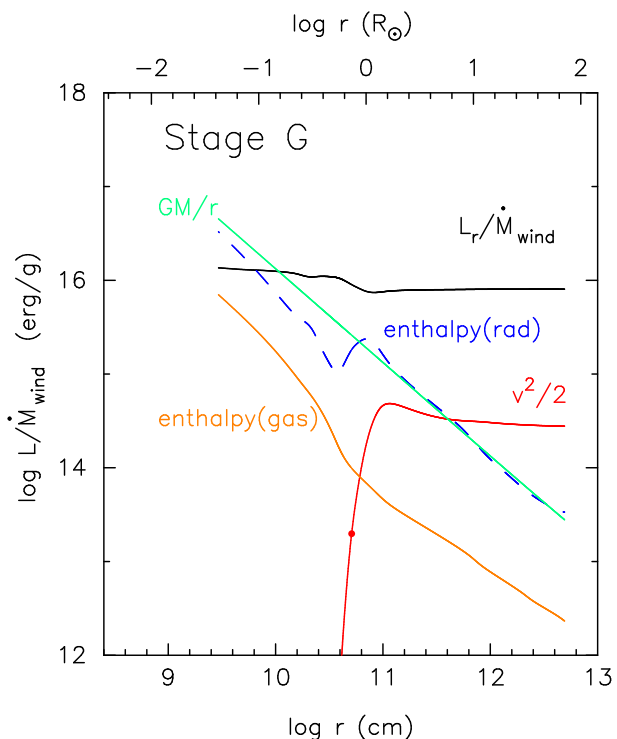 log r (R☉)
−2 −1 0 1 2
18
Stage G
GM/r
L_r/Ṁ_wind
16
enthalpy(rad)
v²/2
enthalpy(gas)
14
12
log L/Ṁ_wind (erg/g)
9 10 11 12 13
log r (cm)